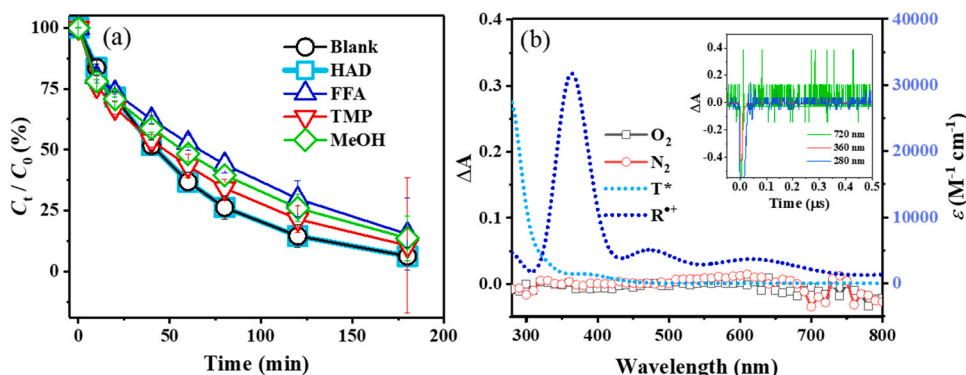 (a)
Blank
HAD
FFA
TMP
MeOH
100
75
50
25
0
0
50
100
150
200
Cₜ / C₀ (%)
Time (min)
(b)
O₂
N₂
T*
R•+
0.4
0.3
0.2
0.1
0.0
ΔA
300
400
500
600
700
800
Wavelength (nm)
40000
30000
20000
10000
0
ε (M⁻¹ cm⁻¹)
0.4
0.2
0.0
-0.2
-0.4
ΔA
720 nm
360 nm
280 nm
0.0
0.1
0.2
0.3
0.4
0.5
Time (μs)